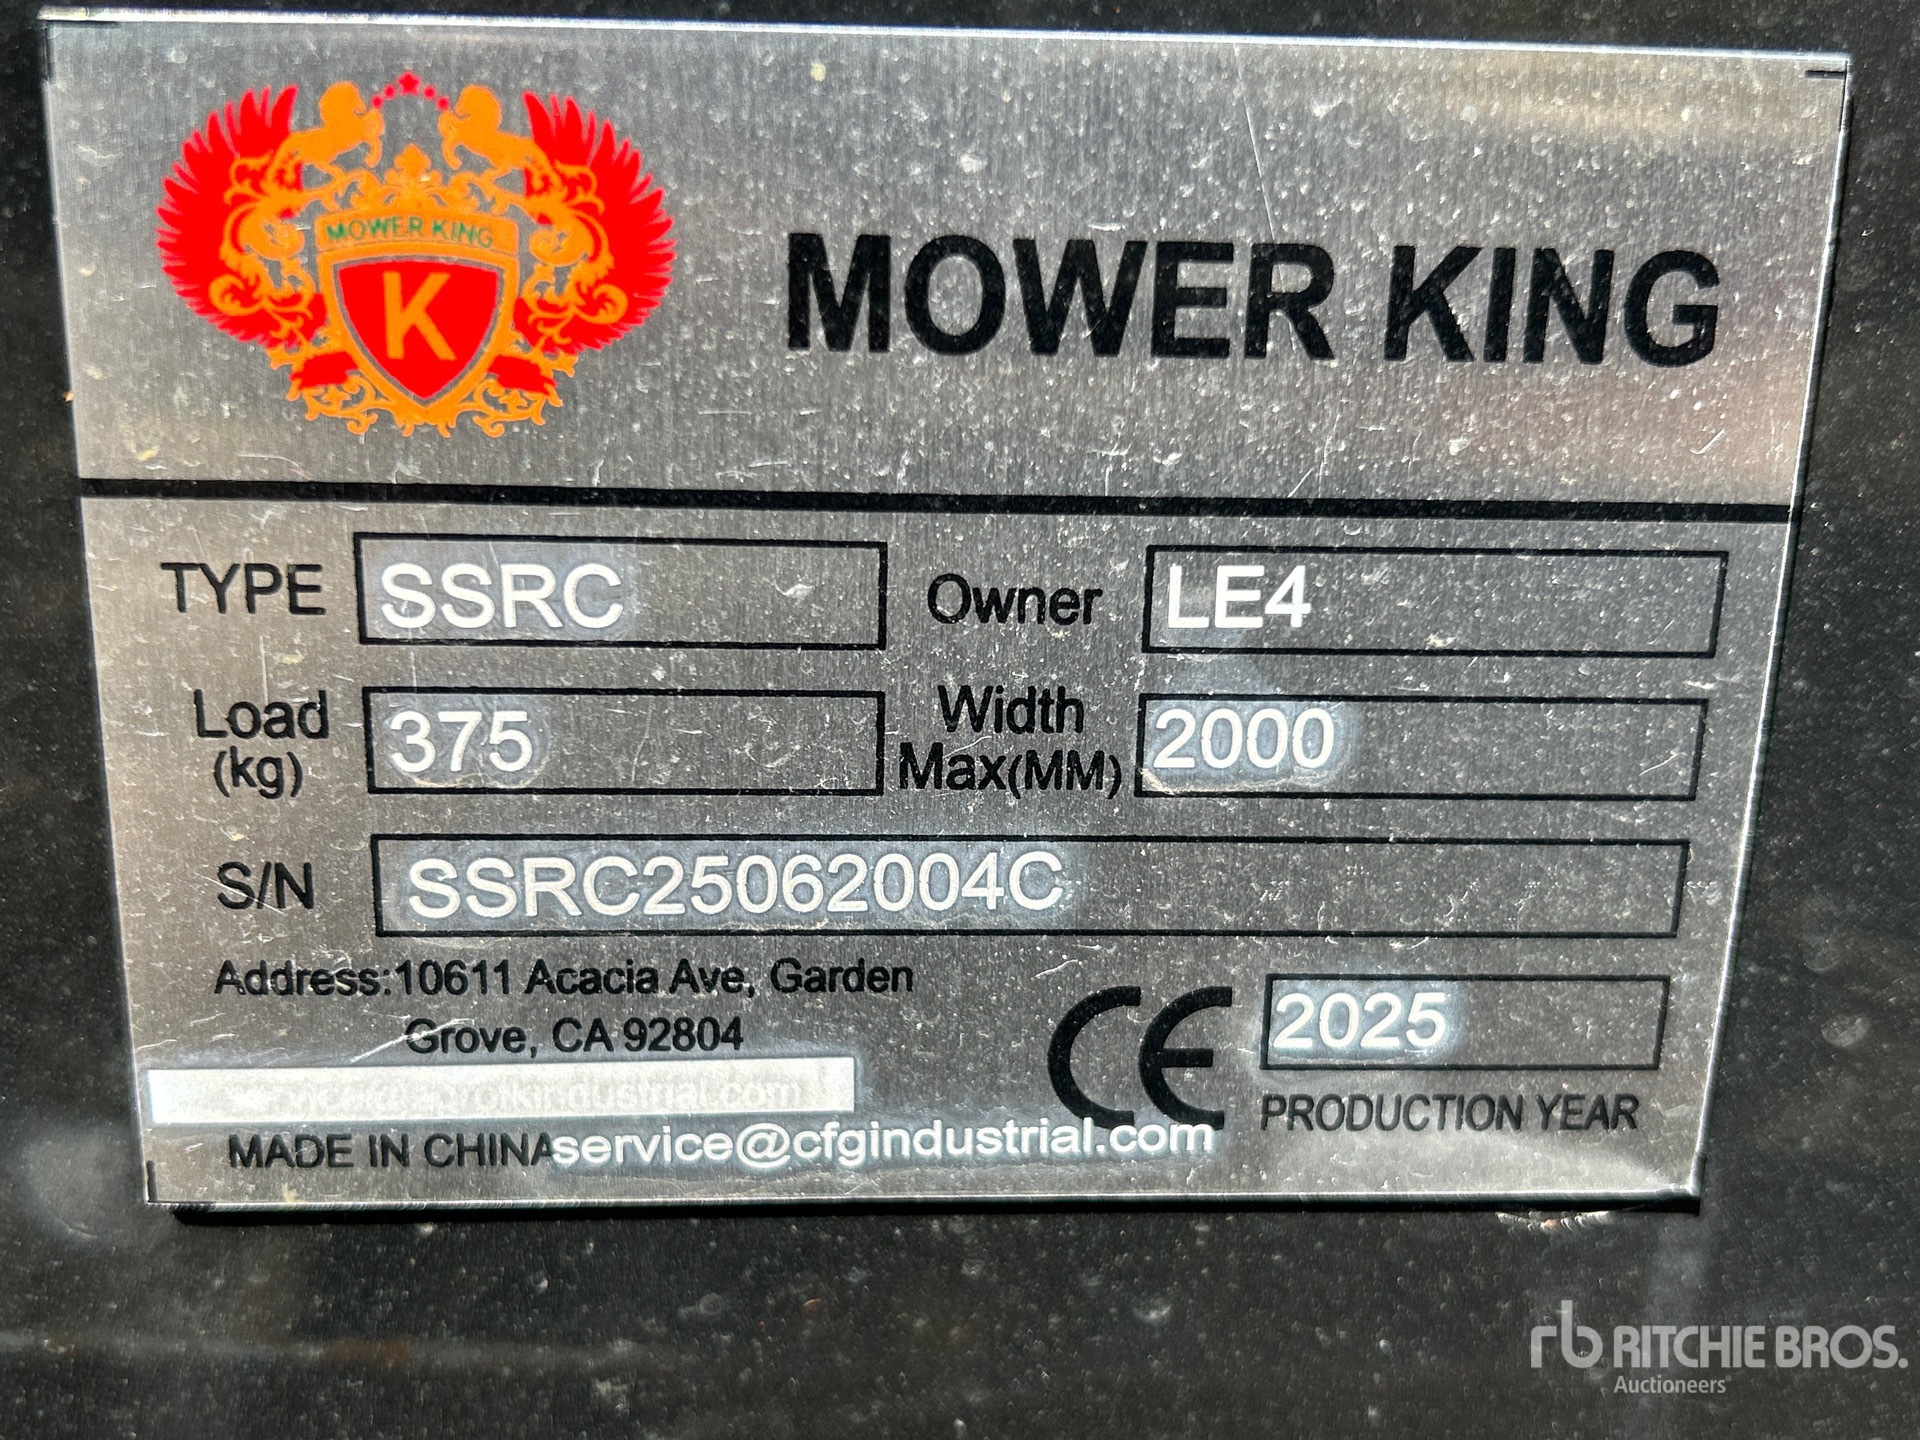 MOWER KING
K
MOWER KING
TYPE SSRC Owner LE4
Load (kg) 375 Width Max(MM) 2000
S/N SSRC25062004C
Address:10611 Acacia Ave, Garden
Grove, CA 92804
CE 2025
PRODUCTION YEAR
MADE IN CHINA service@cfgindustrial.com
rb RITCHIE BROS.
Auctioneers